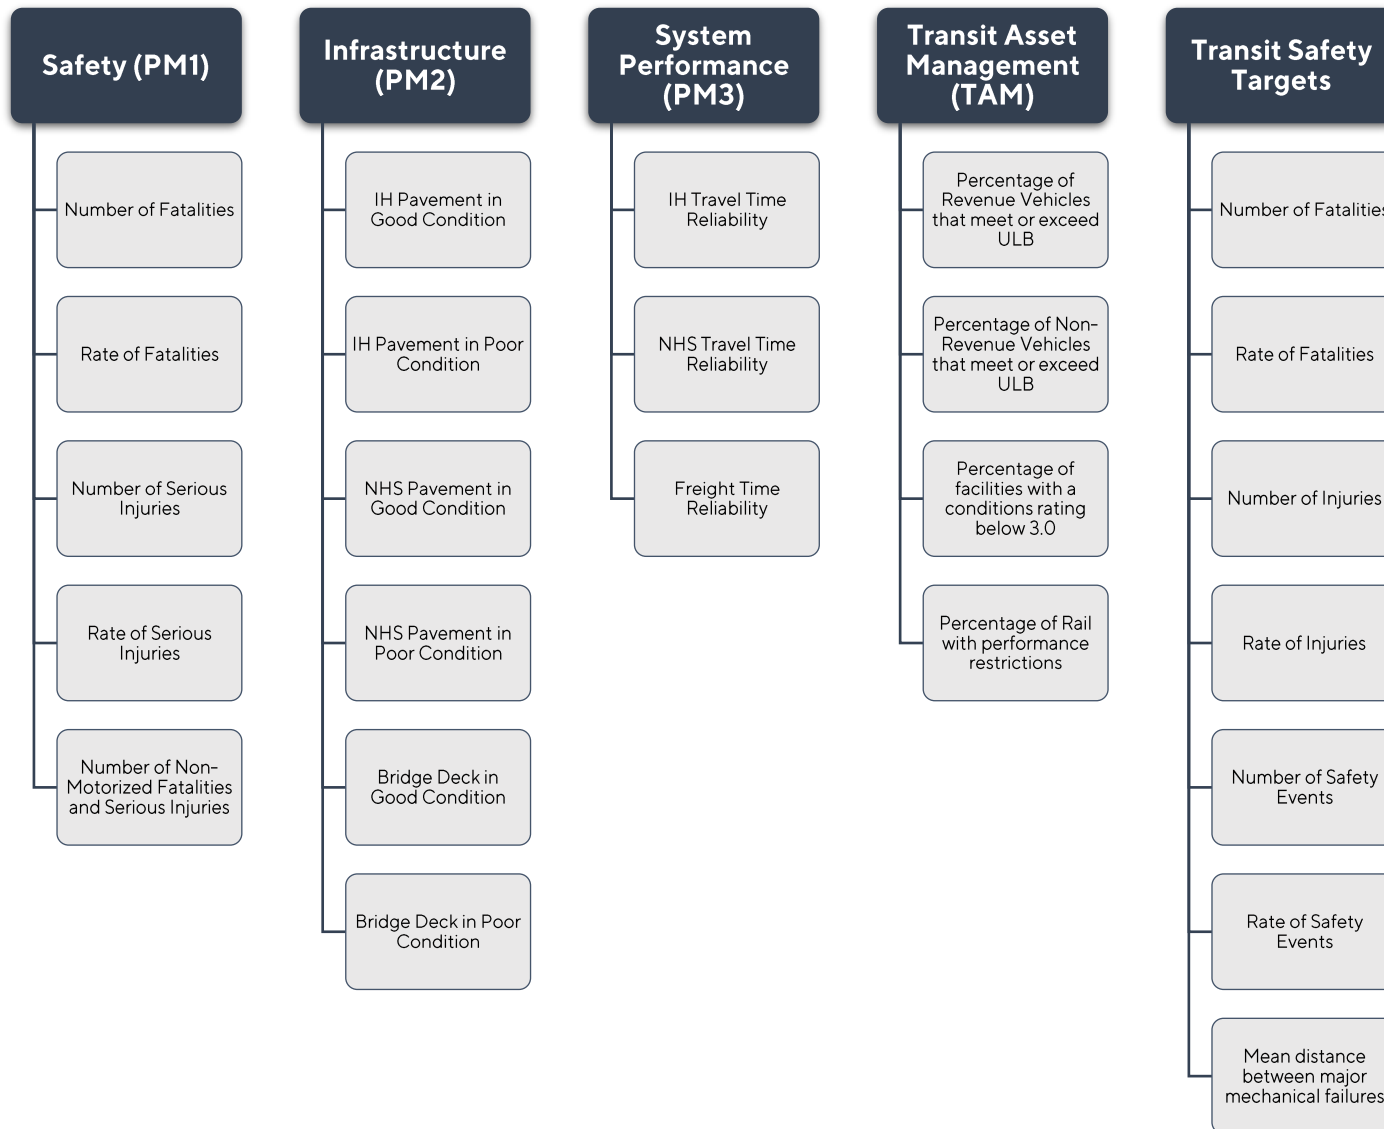 Safety (PM1)
Number of Fatalities
Rate of Fatalities
Number of Serious
Injuries
Rate of Serious
Injuries
Number of Non-
Motorized Fatalities
and Serious Injuries
Infrastructure
(PM2)
IH Pavement in
Good Condition
IH Pavement in Poor
Condition
NHS Pavement in
Good Condition
NHS Pavement in
Poor Condition
Bridge Deck in
Good Condition
Bridge Deck in Poor
Condition
System
Performance
(PM3)
IH Travel Time
Reliability
NHS Travel Time
Reliability
Freight Time
Reliability
Transit Asset
Management
(TAM)
Percentage of
Revenue Vehicles
that meet or exceed
ULB
Percentage of Non-
Revenue Vehicles
that meet or exceed
ULB
Percentage of
facilities with a
conditions rating
below 3.0
Percentage of Rail
with performance
restrictions
Transit Safety
Targets
Number of Fatalities
Rate of Fatalities
Number of Injuries
Rate of Injuries
Number of Safety
Events
Rate of Safety
Events
Mean distance
between major
mechanical failures